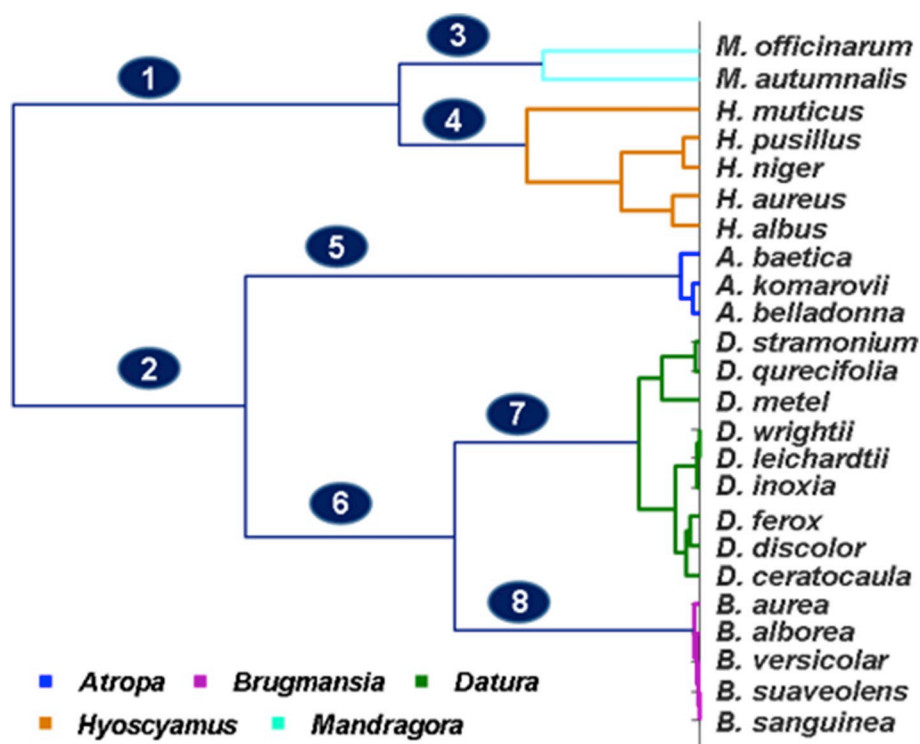 3
M. officinarum
1
M. autumnalis
H. muticus
4
H. pusillus
H. niger
H. aureus
H. albus
5
A. baetica
A. komarovii
A. belladonna
D. stramonium
2
D. qurecifolia
D. metel
7
D. wrightii
D. leichardtii
D. inoxia
6
D. ferox
D. discolor
D. ceratocaula
8
B. aurea
B. alborea
B. versicolar
B. suaveolens
B. sanguinea
Atropa Brugmansia Datura
Hyoscyamus Mandragora